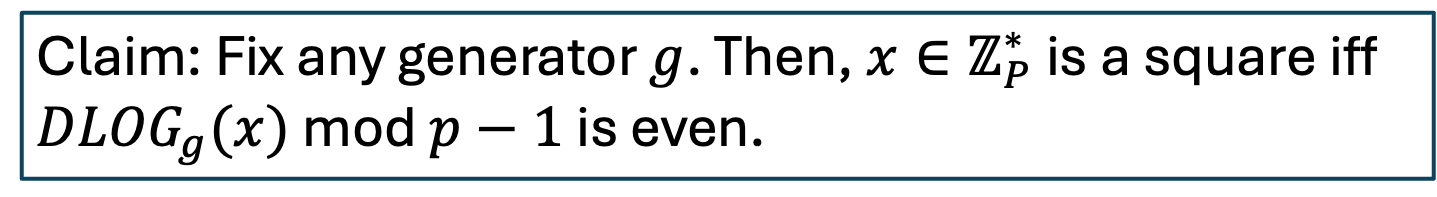 Claim: Fix any generator 𝑔. Then, 𝑥 ∈ ℤ*_P is a square iff
𝐷𝐿𝑂𝐺_𝑔(𝑥) mod 𝑝 − 1 is even.